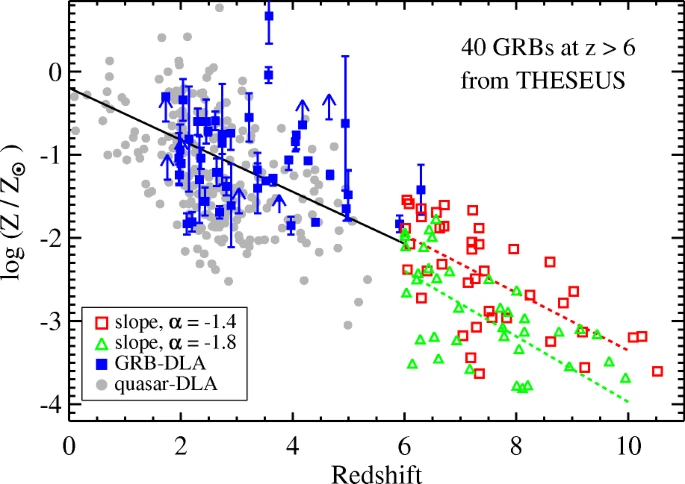 40 GRBs at z > 6
from THESEUS
log (Z / Z⊙)
0
-1
-2
-3
-4
slope, α = -1.4
slope, α = -1.8
GRB-DLA
quasar-DLA
0 2 4 6 8 10
Redshift